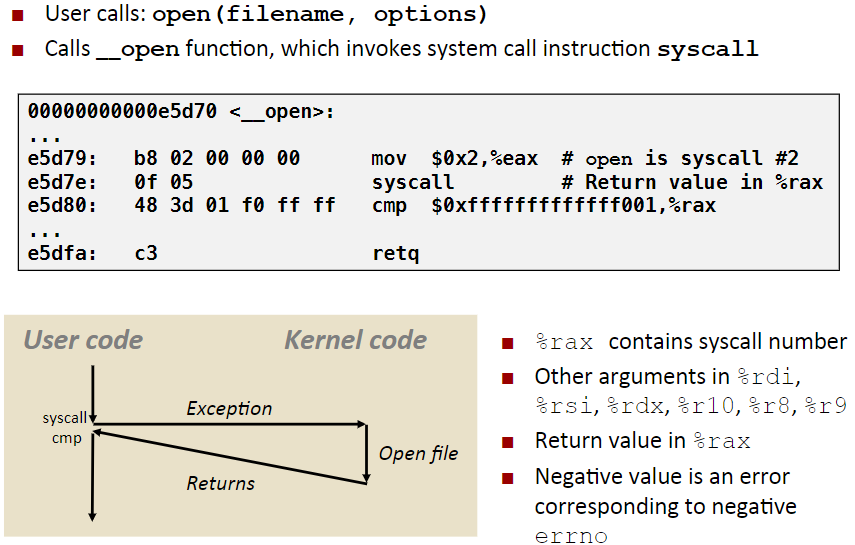 ■ User calls: open(filename, options)
■ Calls __open function, which invokes system call instruction syscall
00000000000e5d70 <__open>:
...
e5d79: b8 02 00 00 00 mov $0x2,%eax # open is syscall #2
e5d7e: 0f 05 syscall # Return value in %rax
e5d80: 48 3d 01 f0 ff ff cmp $0xfffffffffffff001,%rax
...
e5dfa: c3 retq
User code Kernel code
syscall
cmp
Exception
Open file
Returns
■ %rax contains syscall number
■ Other arguments in %rdi,
%rsi, %rdx, %r10, %r8, %r9
■ Return value in %rax
■ Negative value is an error
corresponding to negative
errno